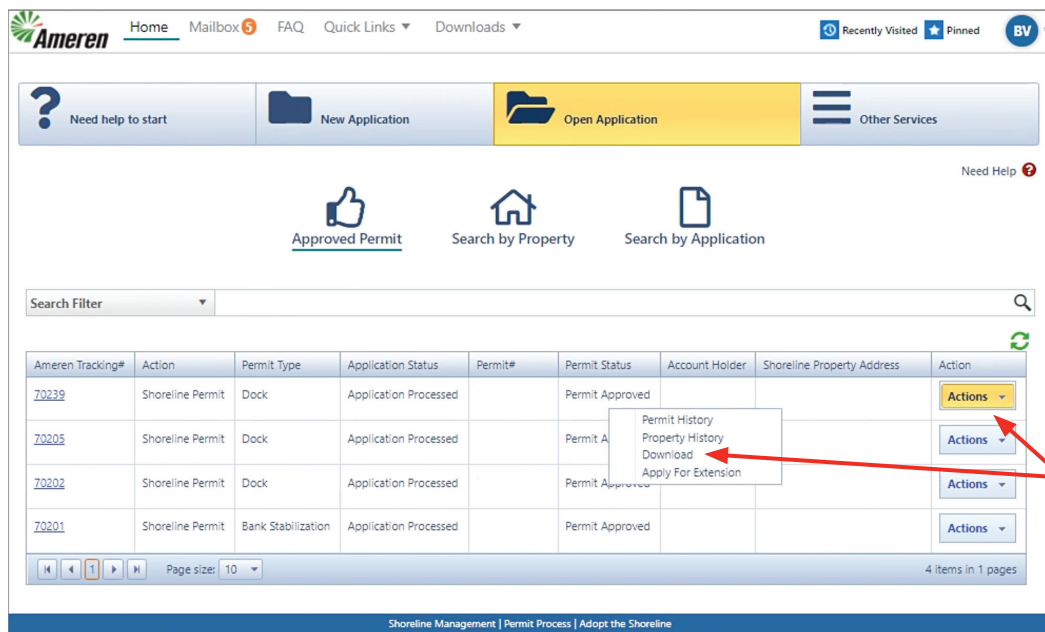 Ameren Home Mailbox 5 FAQ Quick Links Downloads Recently Visited Pinned BV
Need help to start New Application Open Application Other Services
Need Help
Approved Permit Search by Property Search by Application
Search Filter
Ameren Tracking# Action Permit Type Application Status Permit# Permit Status Account Holder Shoreline Property Address Action
70239 Shoreline Permit Dock Application Processed Permit Approved Actions
Permit History
70205 Shoreline Permit Dock Application Processed Permit A Property History Actions
Download
Apply For Extension
70202 Shoreline Permit Dock Application Processed Permit Approved Actions
70201 Shoreline Permit Bank Stabilization Application Processed Permit Approved Actions
1 Page size: 10 4 items in 1 pages
Shoreline Management | Permit Process | Adopt the Shoreline